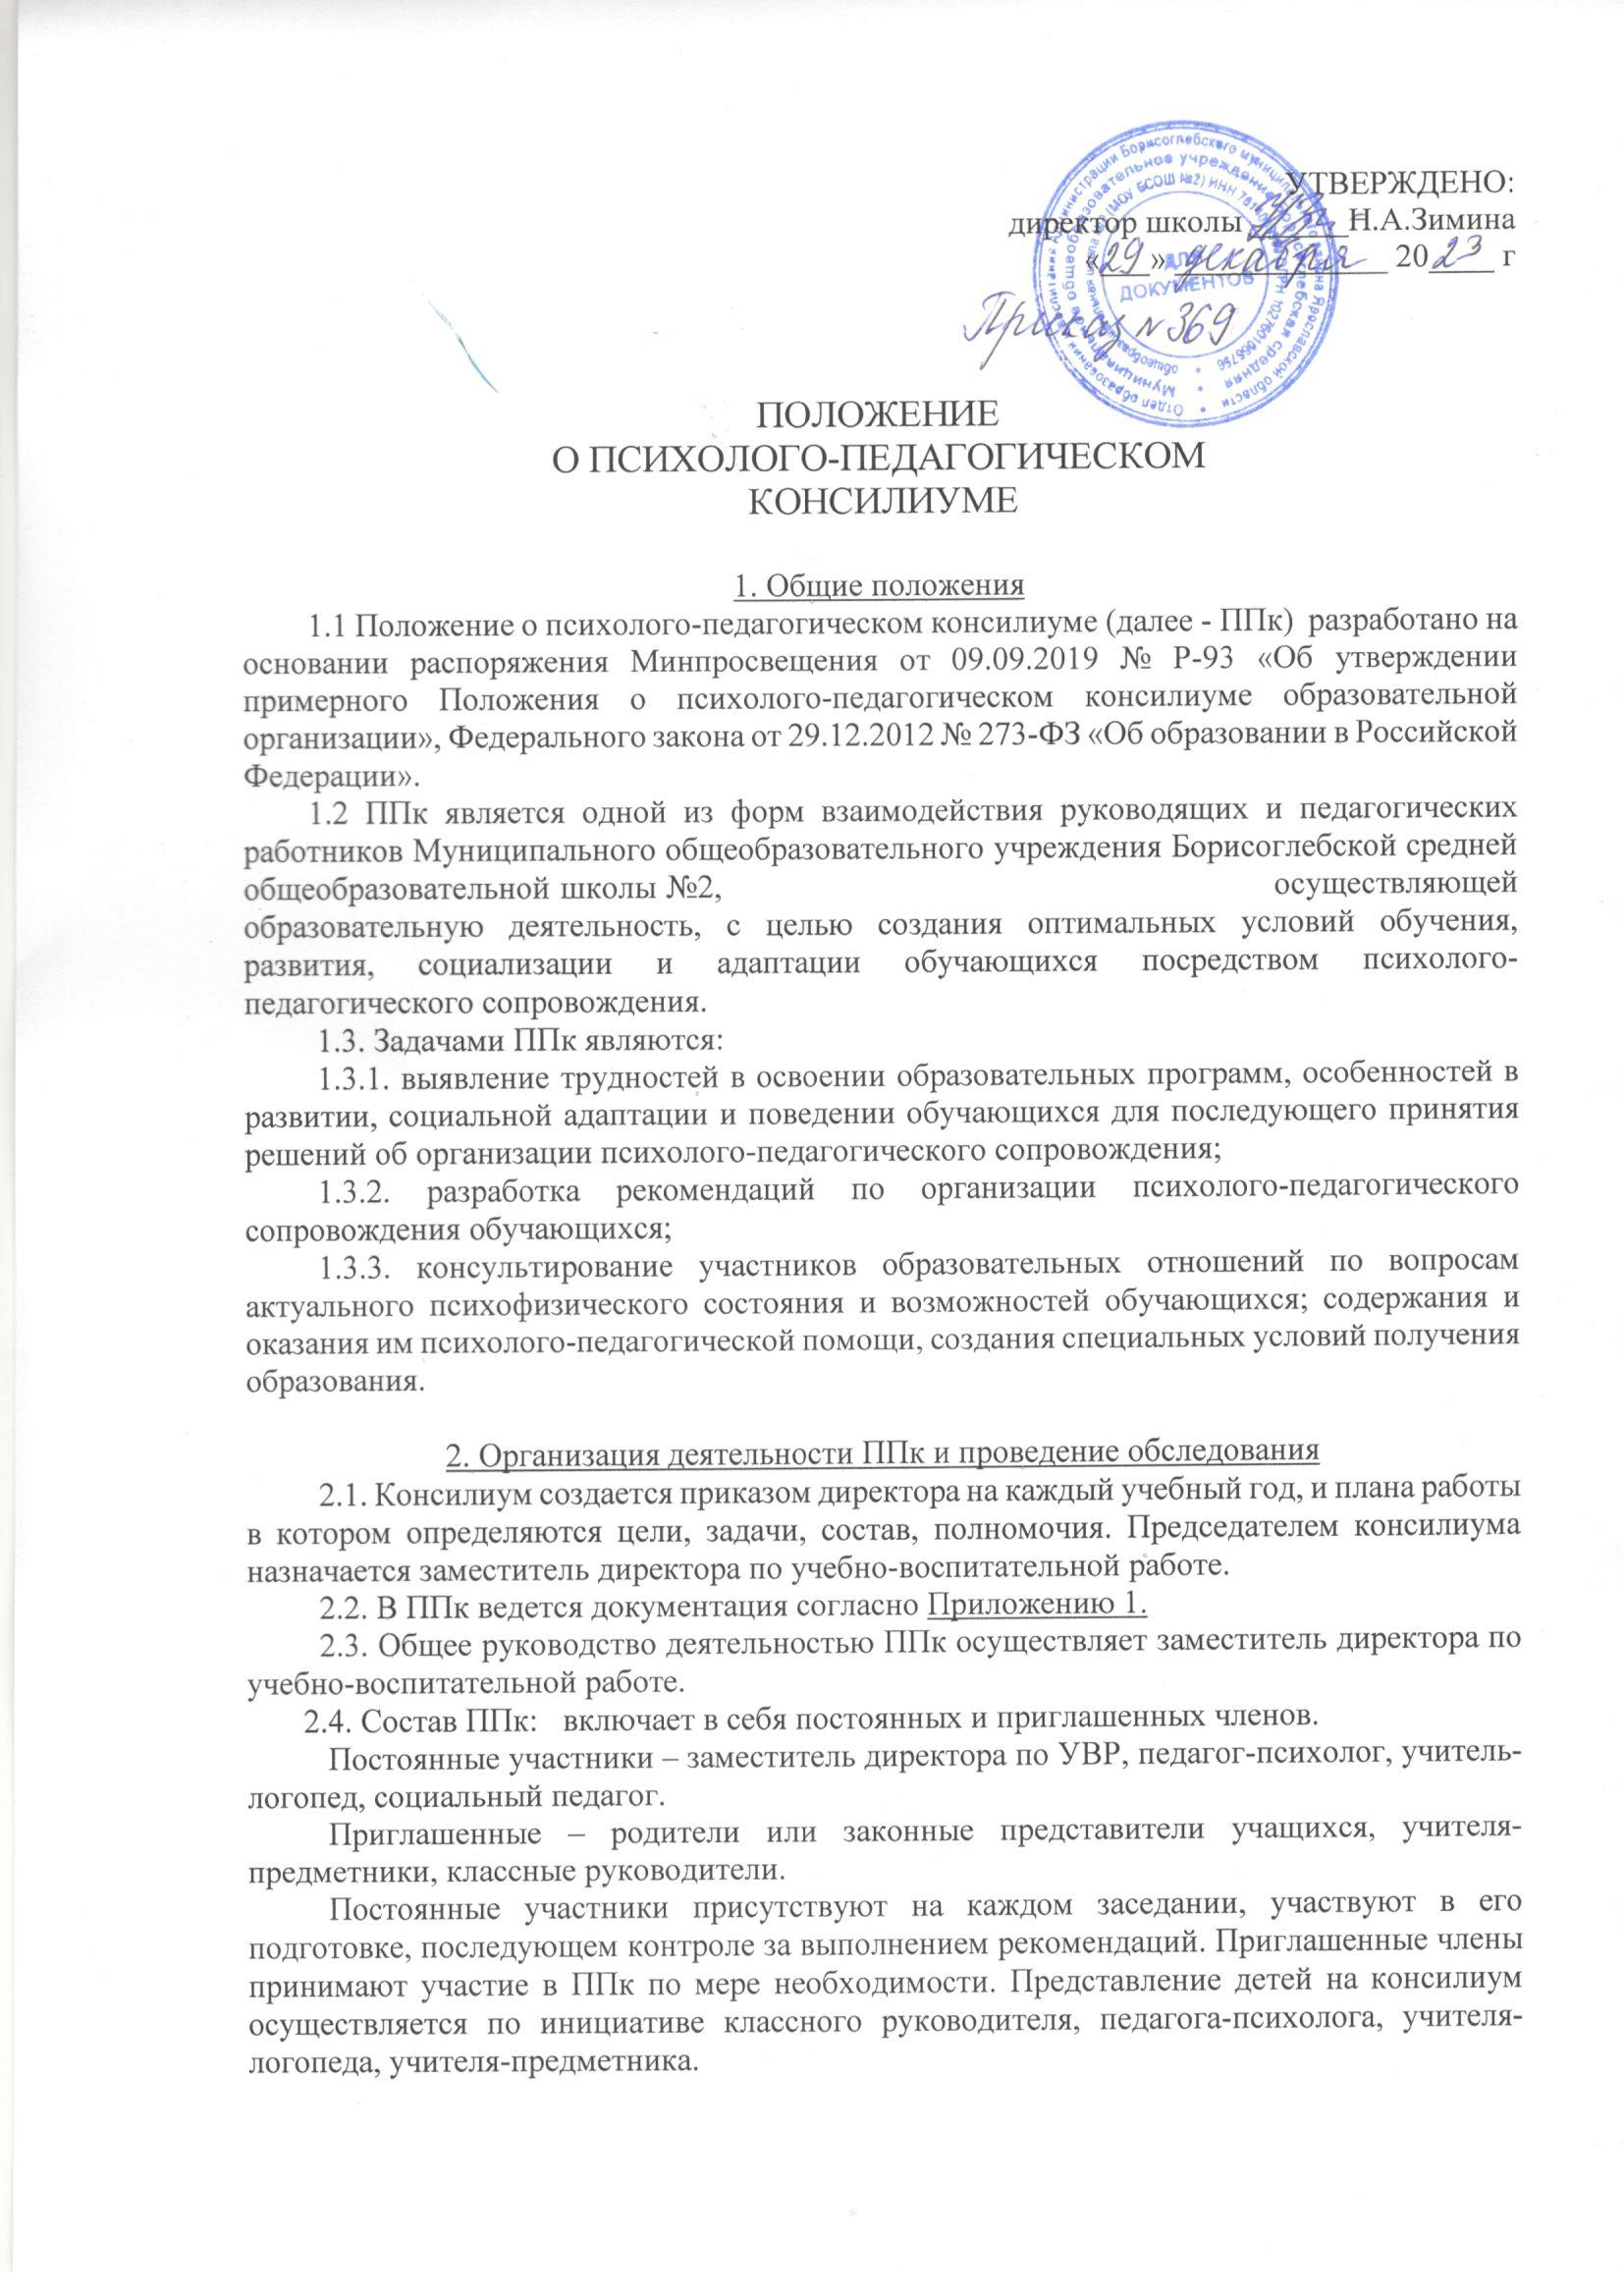 УТВЕРЖДЕНО:
директор школы ______Н.А.Зимина
«29» декабря 2023 г
Приказ № 369
ДЛЯ
ДОКУМЕНТОВ
ПОЛОЖЕНИЕ
О ПСИХОЛОГО-ПЕДАГОГИЧЕСКОМ
КОНСИЛИУМЕ
1. Общие положения
1.1 Положение о психолого-педагогическом консилиуме (далее - ППк) разработано на
основании распоряжения Минпросвещения от 09.09.2019 № Р-93 «Об утверждении
примерного Положения о психолого-педагогическом консилиуме образовательной
организации», Федерального закона от 29.12.2012 № 273-ФЗ «Об образовании в Российской
Федерации».
1.2 ППк является одной из форм взаимодействия руководящих и педагогических
работников Муниципального общеобразовательного учреждения Борисоглебской средней
общеобразовательной школы №2, осуществляющей
образовательную деятельность, с целью создания оптимальных условий обучения,
развития, социализации и адаптации обучающихся посредством психолого-
педагогического сопровождения.
1.3. Задачами ППк являются:
1.3.1. выявление трудностей в освоении образовательных программ, особенностей в
развитии, социальной адаптации и поведении обучающихся для последующего принятия
решений об организации психолого-педагогического сопровождения;
1.3.2. разработка рекомендаций по организации психолого-педагогического
сопровождения обучающихся;
1.3.3. консультирование участников образовательных отношений по вопросам
актуального психофизического состояния и возможностей обучающихся; содержания и
оказания им психолого-педагогической помощи, создания специальных условий получения
образования.
2. Организация деятельности ППк и проведение обследования
2.1. Консилиум создается приказом директора на каждый учебный год, и плана работы
в котором определяются цели, задачи, состав, полномочия. Председателем консилиума
назначается заместитель директора по учебно-воспитательной работе.
2.2. В ППк ведется документация согласно Приложению 1.
2.3. Общее руководство деятельностью ППк осуществляет заместитель директора по
учебно-воспитательной работе.
2.4. Состав ППк: включает в себя постоянных и приглашенных членов.
Постоянные участники – заместитель директора по УВР, педагог-психолог, учитель-
логопед, социальный педагог.
Приглашенные – родители или законные представители учащихся, учителя-
предметники, классные руководители.
Постоянные участники присутствуют на каждом заседании, участвуют в его
подготовке, последующем контроле за выполнением рекомендаций. Приглашенные члены
принимают участие в ППк по мере необходимости. Представление детей на консилиум
осуществляется по инициативе классного руководителя, педагога-психолога, учителя-
логопеда, учителя-предметника.